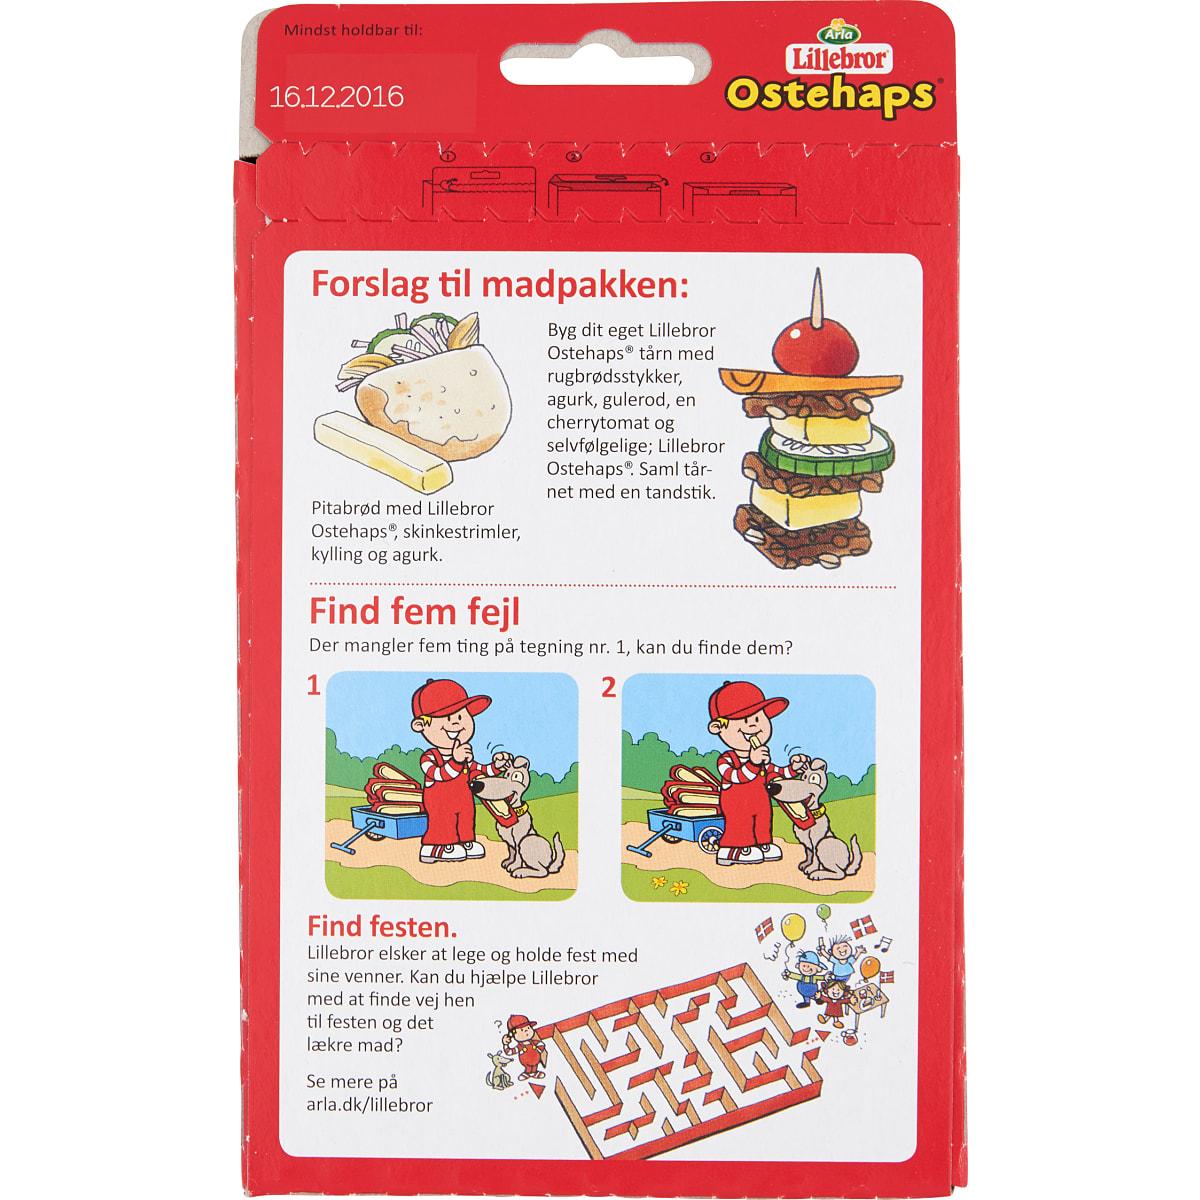 Mindst holdbar til:
16.12.2016
Arla
Lillebror
Ostehaps®
1 2 3
Forslag til madpakken:
Pitabrød med Lillebror
Ostehaps®, skinkestrimler,
kylling og agurk.
Byg dit eget Lillebror
Ostehaps® tårn med
rugbrødsstykker,
agurk, gulerod, en
cherrytomat og
selvfølgelige; Lillebror
Ostehaps®. Saml tår-
net med en tandstik.
Find fem fejl
Der mangler fem ting på tegning nr. 1, kan du finde dem?
1 2
Find festen.
Lillebror elsker at lege og holde fest med
sine venner. Kan du hjælpe Lillebror
med at finde vej hen
til festen og det
lækre mad?
?
Se mere på
arla.dk/lillebror